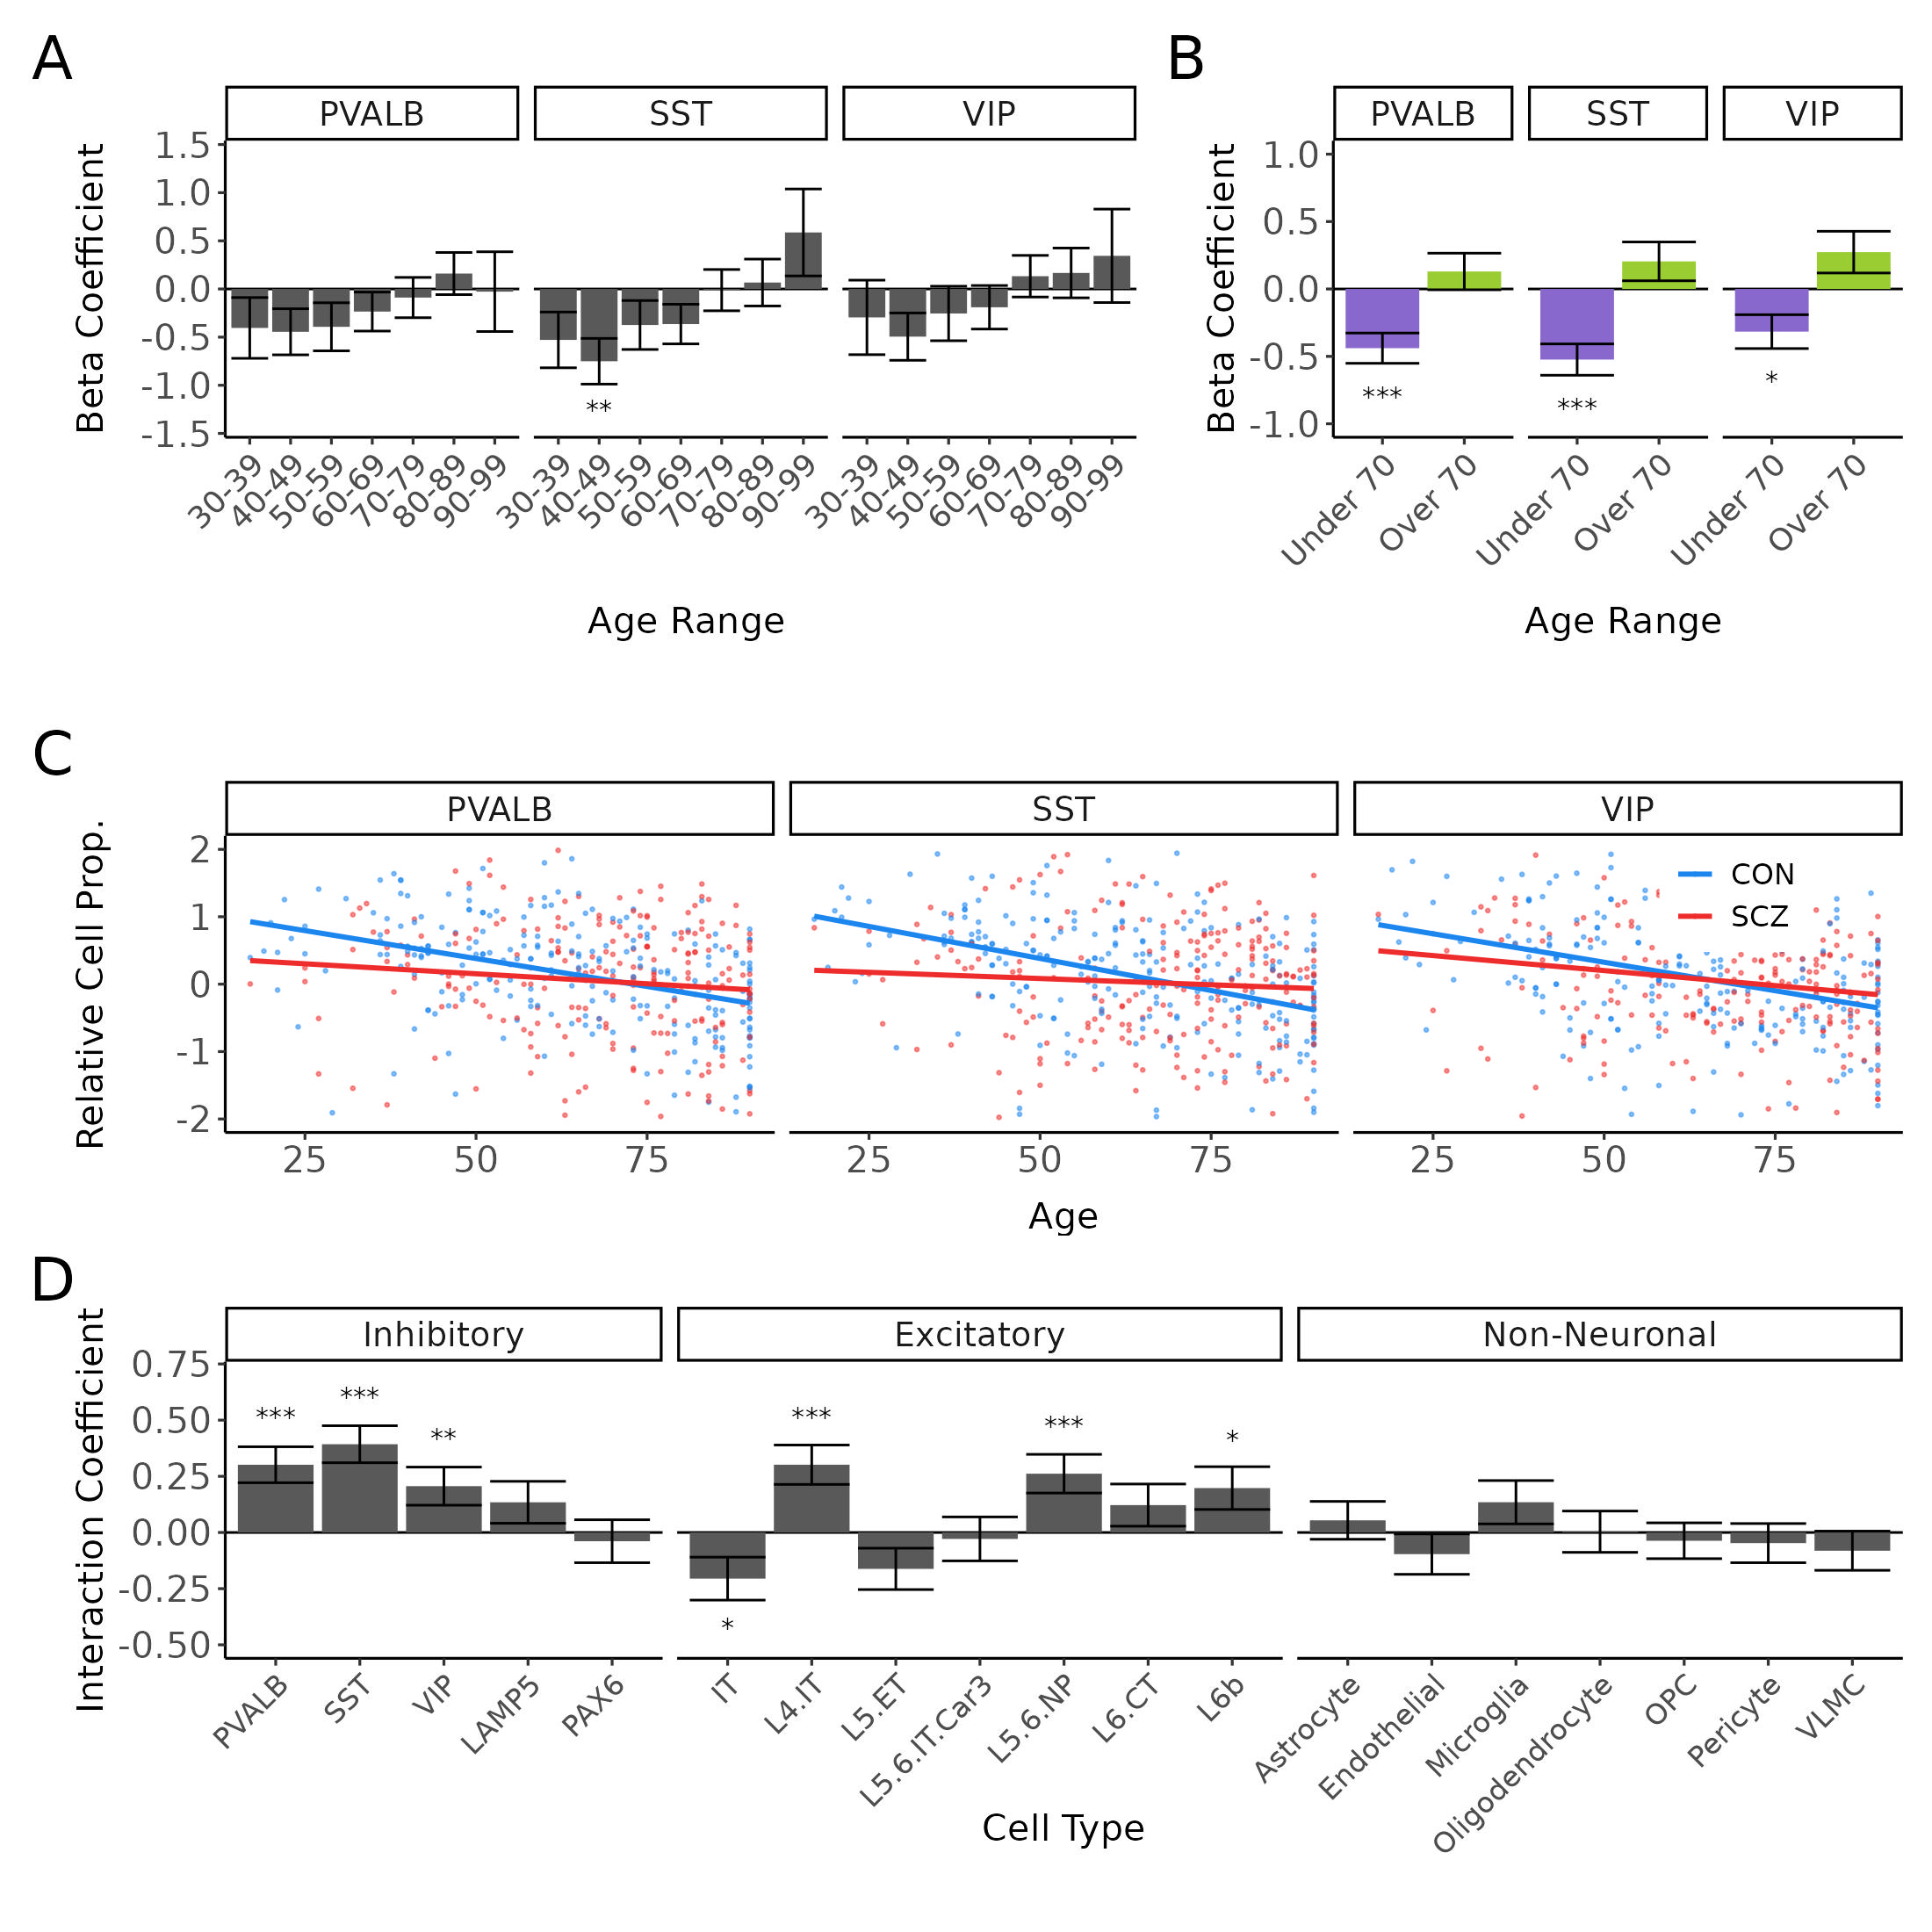 A
PVALB SST VIP
Beta Coefficient
1.5
1.0
0.5
0.0
-0.5
-1.0
-1.5
**
30-39 40-49 50-59 60-69 70-79 80-89 90-99 30-39 40-49 50-59 60-69 70-79 80-89 90-99 30-39 40-49 50-59 60-69 70-79 80-89 90-99
Age Range
B
PVALB SST VIP
Beta Coefficient
1.0
0.5
0.0
-0.5
-1.0
*** *** *
Under 70 Over 70 Under 70 Over 70 Under 70 Over 70
Age Range
C
PVALB SST VIP
Relative Cell Prop.
2
1
0
-1
-2
CON
SCZ
25 50 75 25 50 75 25 50 75
Age
D
Inhibitory Excitatory Non-Neuronal
Interaction Coefficient
0.75
0.50
0.25
0.00
-0.25
-0.50
*** *** ** * *** *** *
PVALB SST VIP LAMP5 PAX6 IT L4.IT L5.ET L5.6.IT.Car3 L5.6.NP L6.CT L6b Astrocyte Endothelial Microglia Oligodendrocyte OPC Pericyte VLMC
Cell Type